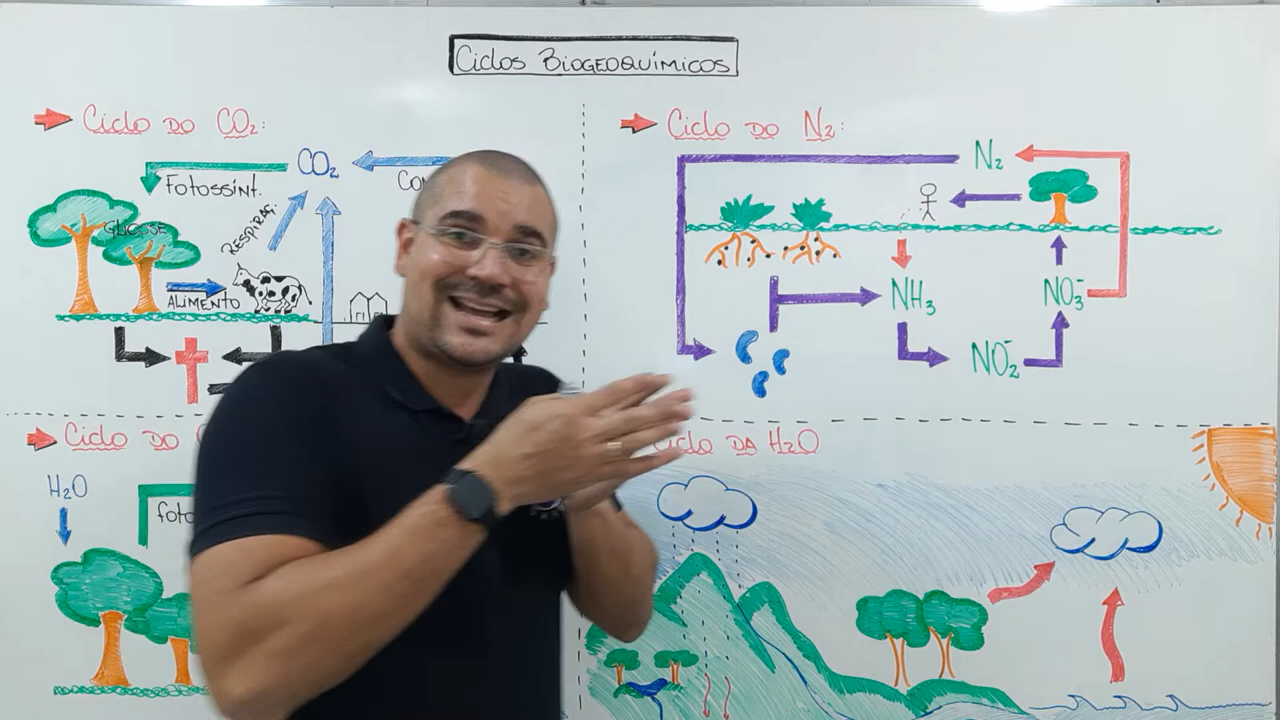 Ciclos Biogeoquímicos
Ciclo do CO₂:
CO₂
Fotossínt.
Glicose
Respiraç.
Alimento
Ciclo do N₂:
N₂
NH₃
NO₃⁻
NO₂⁻
Ciclo do
H₂O
Ciclo da H₂O